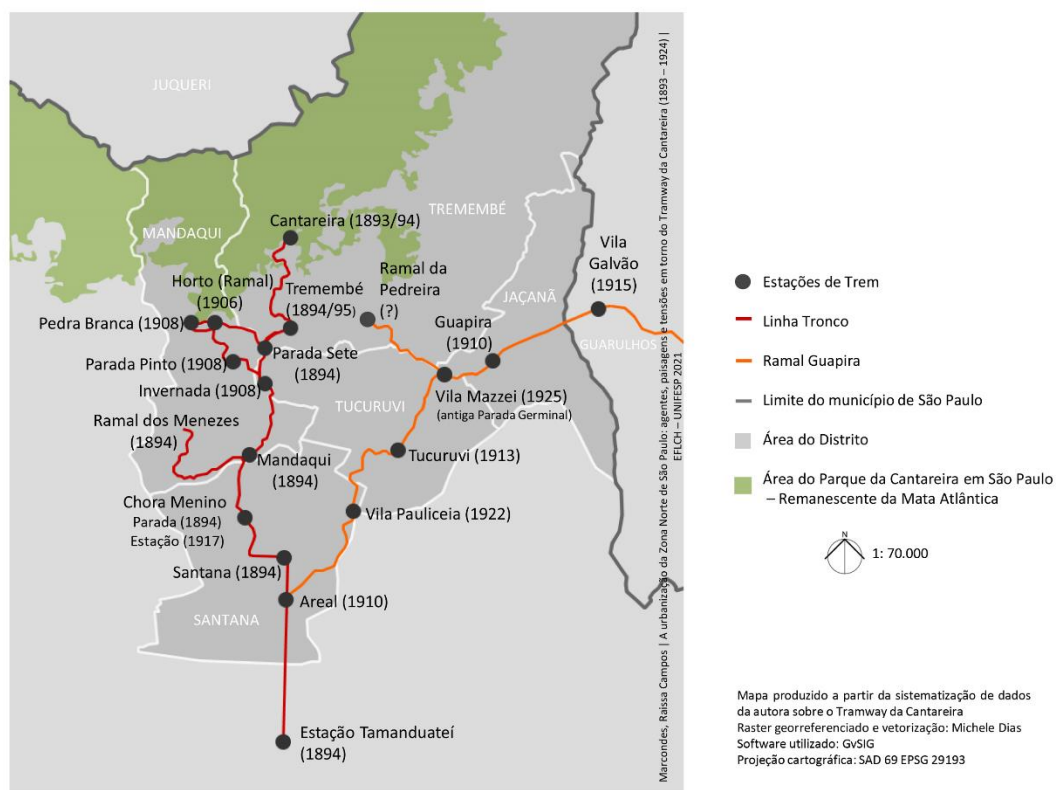 JUQUERI
TREMEMBÉ
MANDAQUI
Cantareira (1893/94)
Horto (Ramal)
(1906)
Tremembé
(1894/95)
Ramal da
Pedreira
(?)
Vila
Galvão
(1915)
JAÇANÃ
Guapira
(1910)
GUARULHOS
Pedra Branca (1908)
Parada Pinto (1908)
Parada Sete
(1894)
Invernada (1908)
Vila Mazzei (1925)
(antiga Parada Germinal)
TUCURUVI
Ramal dos Menezes
(1894)
Mandaqui
(1894)
Tucuruvi (1913)
Chora Menino
Parada (1894)
Estação (1917)
Vila Pauliceia (1922)
Santana (1894)
Areal (1910)
SANTANA
Estação Tamanduateí
(1894)
Marcondes, Raissa Campos | A urbanização da Zona Norte de São Paulo: agentes, paisagens e tensões em torno do Tramway da Cantareira (1893 – 1924) |
EFLCH – UNIFESP 2021
Estações de Trem
Linha Tronco
Ramal Guapira
Limite do município de São Paulo
Área do Distrito
Área do Parque da Cantareira em São Paulo
– Remanescente da Mata Atlântica
N
1: 70.000
Mapa produzido a partir da sistematização de dados
da autora sobre o Tramway da Cantareira
Raster georreferenciado e vetorização: Michele Dias
Software utilizado: GvSIG
Projeção cartográfica: SAD 69 EPSG 29193